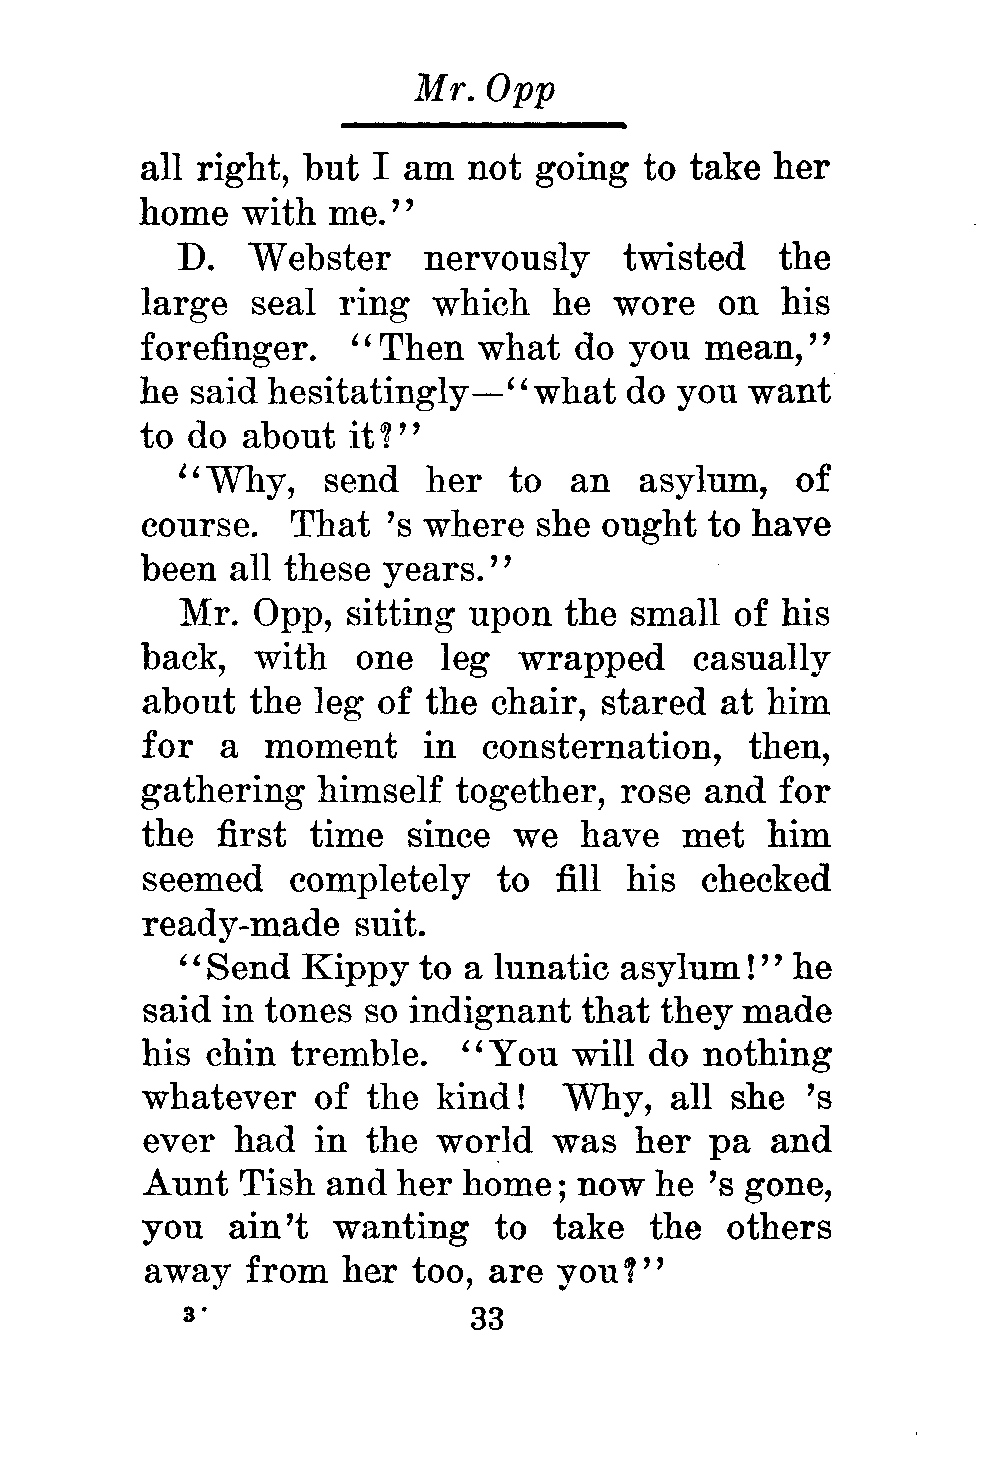 Mr. Opp
all right, but I am not going to take her
home with me."
D. Webster nervously twisted the
large seal ring which he wore on his
forefinger. "Then what do you mean,"
he said hesitatingly—"what do you want
to do about it?"
"Why, send her to an asylum, of
course. That 's where she ought to have
been all these years."
Mr. Opp, sitting upon the small of his
back, with one leg wrapped casually
about the leg of the chair, stared at him
for a moment in consternation, then,
gathering himself together, rose and for
the first time since we have met him
seemed completely to fill his checked
ready-made suit.
"Send Kippy to a lunatic asylum!" he
said in tones so indignant that they made
his chin tremble. "You will do nothing
whatever of the kind! Why, all she 's
ever had in the world was her pa and
Aunt Tish and her home; now he 's gone,
you ain't wanting to take the others
away from her too, are you?"
3 33